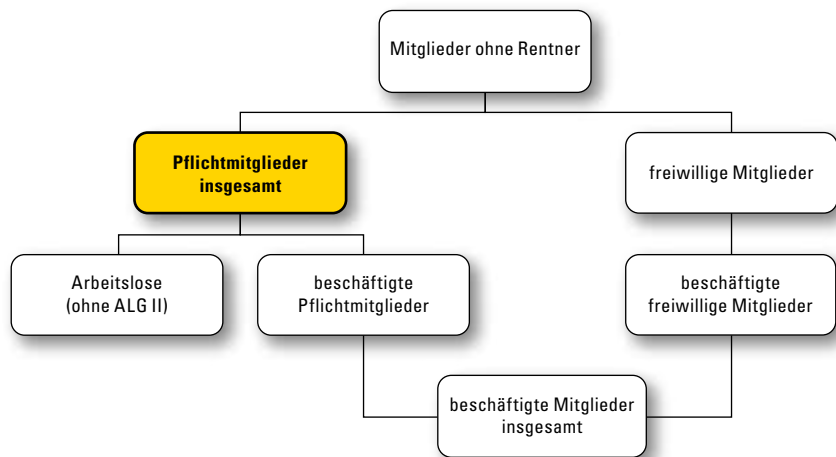 Mitglieder ohne Rentner
Pflichtmitglieder
insgesamt
freiwillige Mitglieder
Arbeitslose
(ohne ALG II)
beschäftigte
Pflichtmitglieder
beschäftigte
freiwillige Mitglieder
beschäftigte Mitglieder
insgesamt